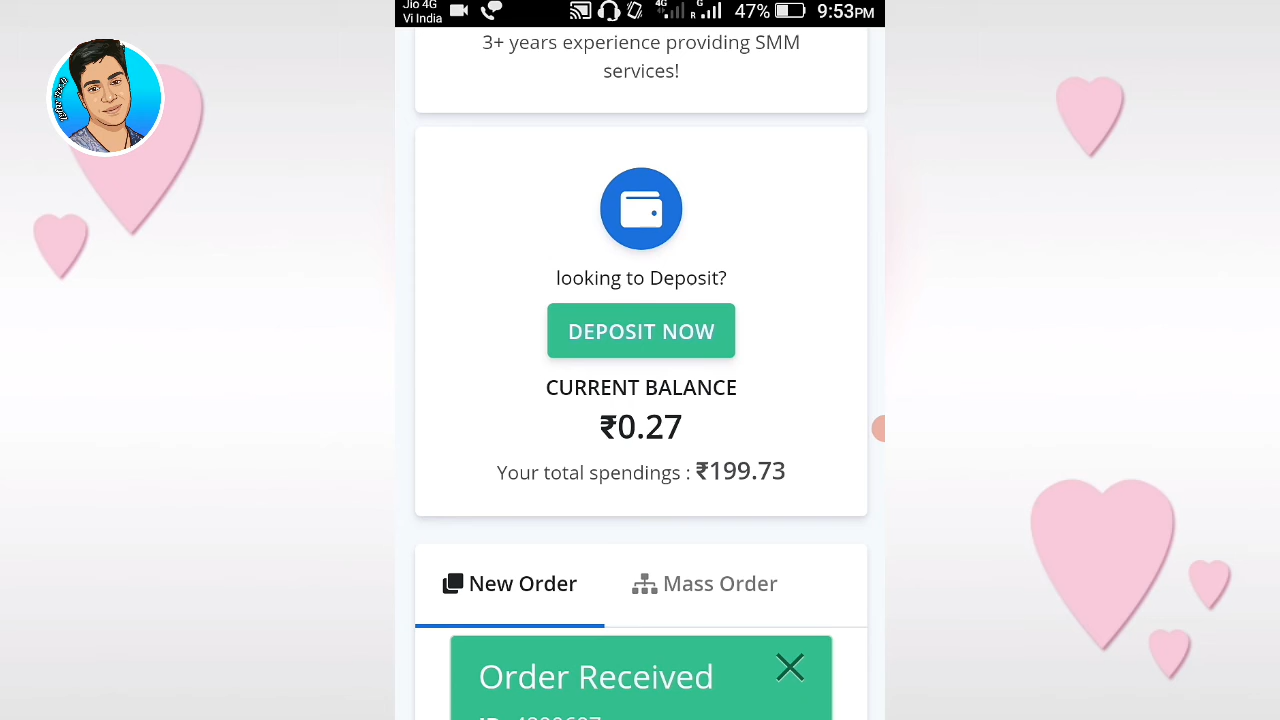 Jio 4G
Vi India
4G
R
G
47%
9:53PM
3+ years experience providing SMM
services!
looking to Deposit?
DEPOSIT NOW
CURRENT BALANCE
₹0.27
Your total spendings : ₹199.73
New Order
Mass Order
Order Received